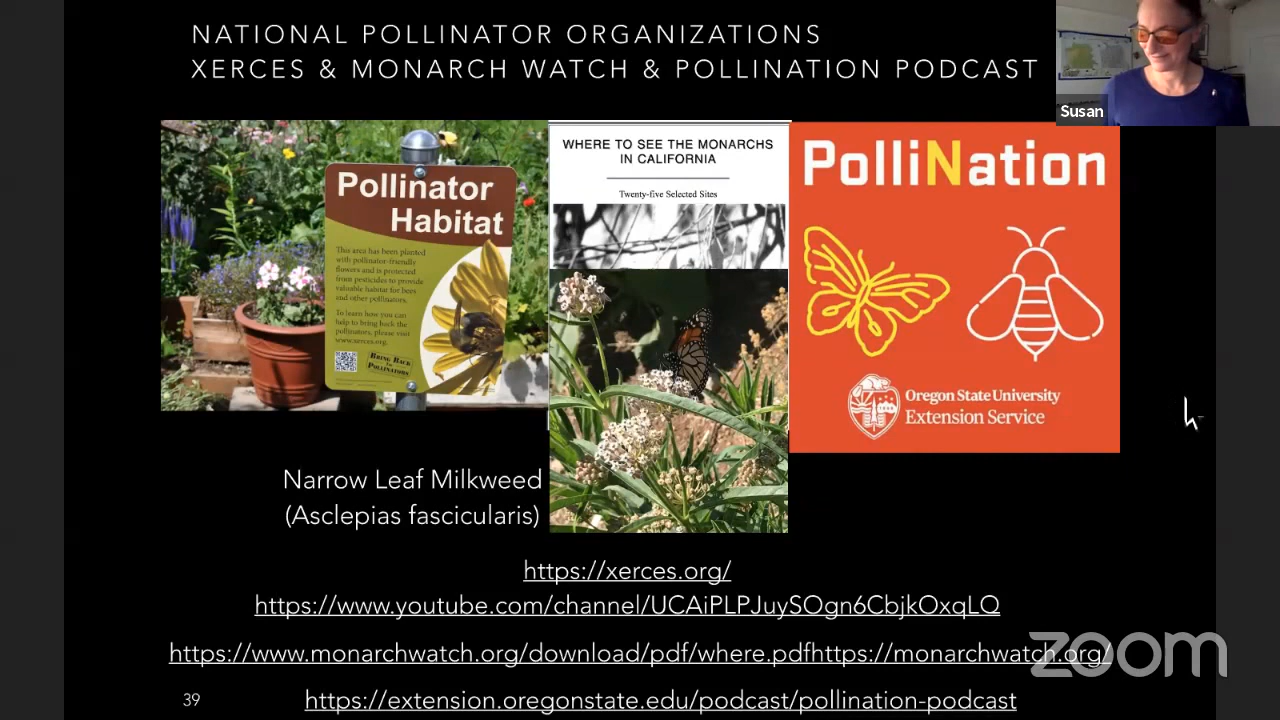 NATIONAL POLLINATOR ORGANIZATIONS
XERCES & MONARCH WATCH & POLLINATION PODCAST
Susan
Pollinator
Habitat
This area has been planted
with pollinator-friendly
flowers and is protected
from pesticides to provide
valuable habitat for bees
and other pollinators.
To learn how you can
help to bring back the
pollinators, please visit
www.xerces.org.
BRING BACK
THE
POLLINATORS
WHERE TO SEE THE MONARCHS
IN CALIFORNIA
Twenty-five Selected Sites
PolliNation
Oregon State University
Extension Service
Narrow Leaf Milkweed
(Asclepias fascicularis)
https://xerces.org/
https://www.youtube.com/channel/UCAiPLPJuySOgn6CbjkOxqLQ
https://www.monarchwatch.org/download/pdf/where.pdfhttps://monarchwatch.org/
zoom
39
https://extension.oregonstate.edu/podcast/pollination-podcast